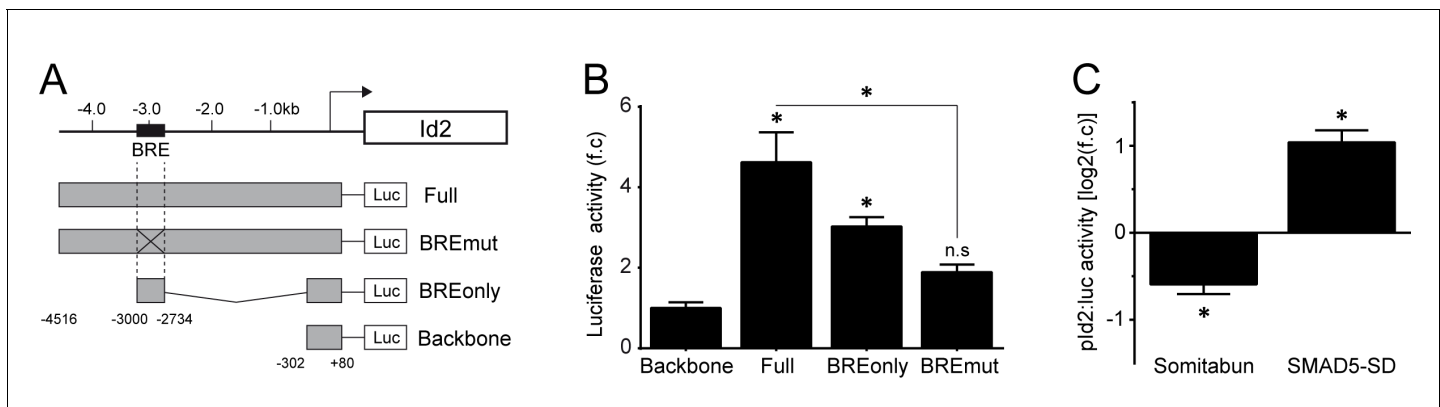 A
-4.0 -3.0 -2.0 -1.0kb
Id2
BRE
Luc Full
Luc BREmut
Luc BREonly
-4516 -3000 -2734
Luc Backbone
-302 +80
B
Luciferase activity (f.c)
6
4
2
0
*
*
*
n.s
Backbone Full BREonly BREmut
C
pId2:luc activity [log2(f.c)]
1
0
-1
*
*
Somitabun SMAD5-SD